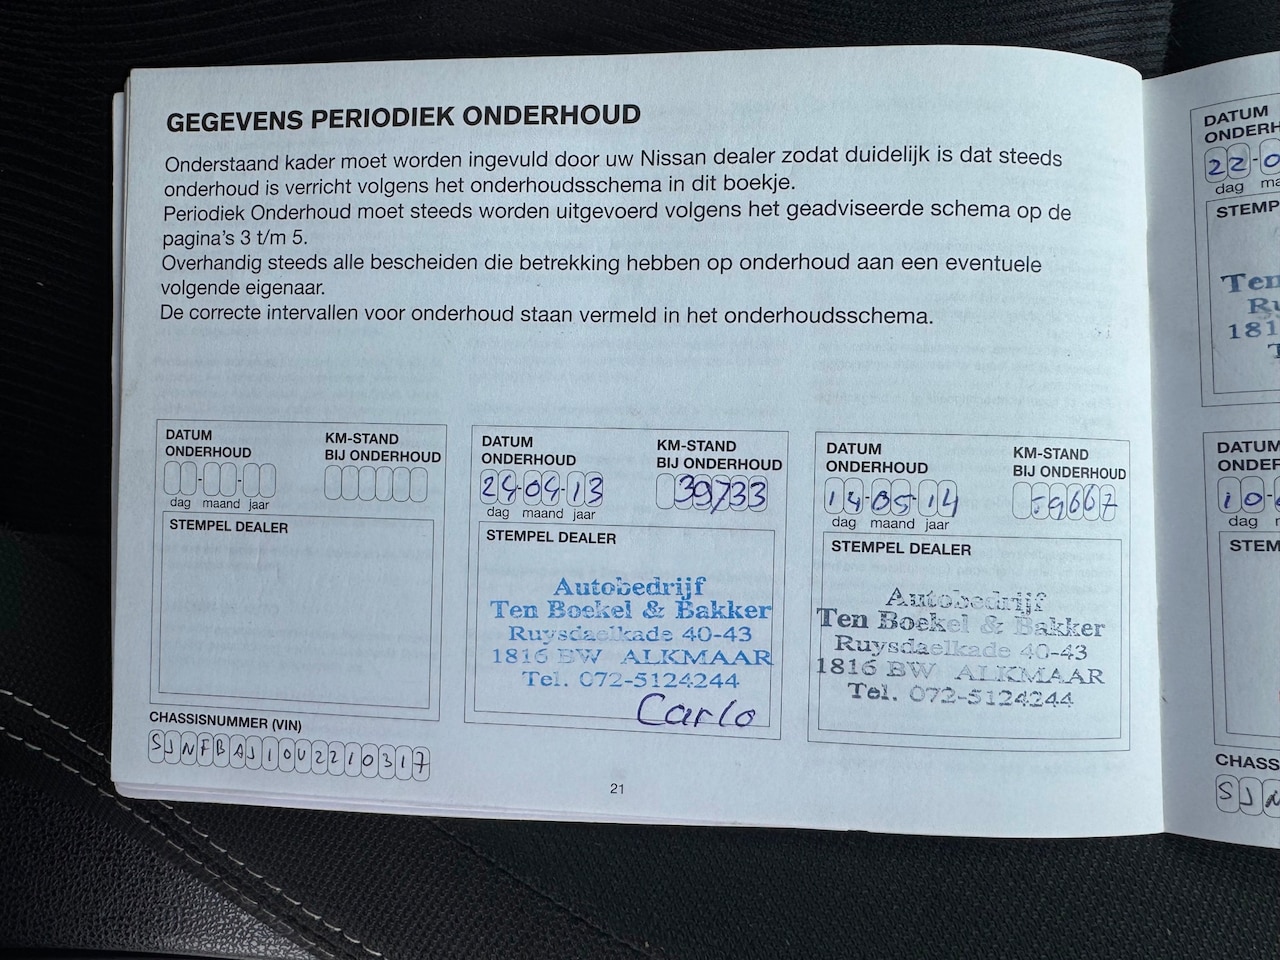 GEGEVENS PERIODIEK ONDERHOUD
Onderstaand kader moet worden ingevuld door uw Nissan dealer zodat duidelijk is dat steeds
onderhoud is verricht volgens het onderhoudsschema in dit boekje.
Periodiek Onderhoud moet steeds worden uitgevoerd volgens het geadviseerde schema op de
pagina's 3 t/m 5.
Overhandig steeds alle bescheiden die betrekking hebben op onderhoud aan een eventuele
volgende eigenaar.
De correcte intervallen voor onderhoud staan vermeld in het onderhoudsschema.
DATUM
ONDERHOUD
KM-STAND
BIJ ONDERHOUD
dag maand jaar
STEMPEL DEALER
CHASSISNUMMER (VIN)
SJNFBAJ10U2210317
DATUM
ONDERHOUD
KM-STAND
BIJ ONDERHOUD
24-04-13
39733
dag maand jaar
STEMPEL DEALER
Autobedrijf
Ten Boekel & Bakker
Ruysdaelkade 40-43
1816 BW ALKMAAR
Tel. 072-5124244
Carlo
DATUM
ONDERHOUD
KM-STAND
BIJ ONDERHOUD
14-05-14
59667
dag maand jaar
STEMPEL DEALER
Autobedrijf
Ten Boekel & Bakker
Ruysdaelkade 40-43
1816 BW ALKMAAR
Tel. 072-5124244
21
DATUM
22-0
dag
Ten
181
DATUM
10-
dag
SJN